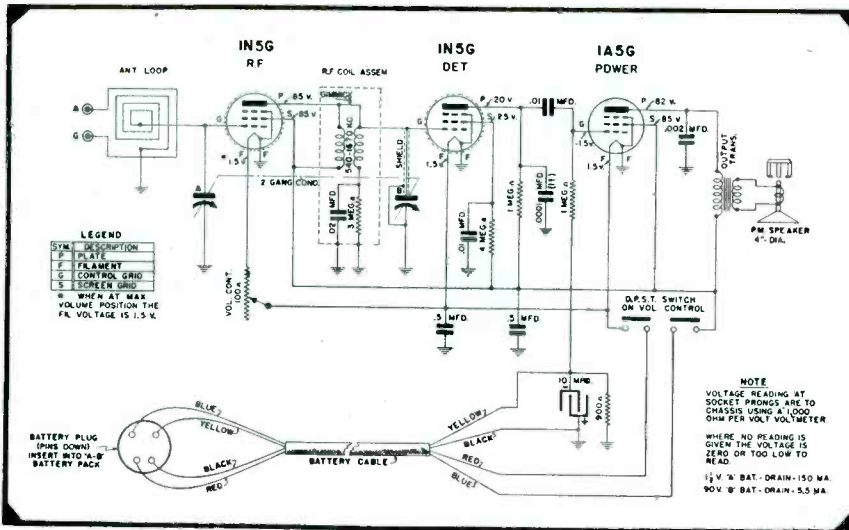 1N5G
R.F
1N5G
DET
1A5G
POWER
ANT LOOP
R.F COIL ASSEM
A
G
G
P
85 V.
S
85 V
F
F
* 1.5 V.
GIMMICK
540-1670 KC.
.02 MFD
3 MEG.Ω
2 GANG COND.
A
SHIELD
B
G
P
20 V
S
25 V.
F
F
1.5 V.
.01 MFD.
4 MEG.Ω
1 MEG.Ω
.01 MFD.
.0001 MFD.
1 MEG.Ω
G
P
82 V.
S
85 V
F
F
-1.5 V.
1.5 V.
.002 MFD.
OUTPUT TRANS.
P.M. SPEAKER
4"-DIA.
LEGEND
SYM. DESCRIPTION
P PLATE
F FILAMENT
G CONTROL GRID
S SCREEN GRID
* WHEN AT MAX
VOLUME POSITION THE
FIL VOLTAGE IS 1.5 V.
VOL. CONT.
100Ω
.5 MFD.
.5 MFD.
D.P.S.T. SWITCH
ON VOL. CONTROL
10 MFD.
900Ω
BATTERY PLUG
(PINS DOWN)
INSERT INTO "A-B"
BATTERY PACK
BLUE
YELLOW
BLACK
RED
BATTERY CABLE
YELLOW
BLACK
RED
BLUE
NOTE
VOLTAGE READING AT
SOCKET PRONGS ARE TO
CHASSIS USING A 1,000
OHM PER VOLT VOLTMETER.
WHERE NO READING IS
GIVEN THE VOLTAGE IS
ZERO OR TOO LOW TO
READ.
1½ V. "A" BAT.- DRAIN - 150 MA.
90V. "B" BAT.- DRAIN - 5.5 MA.